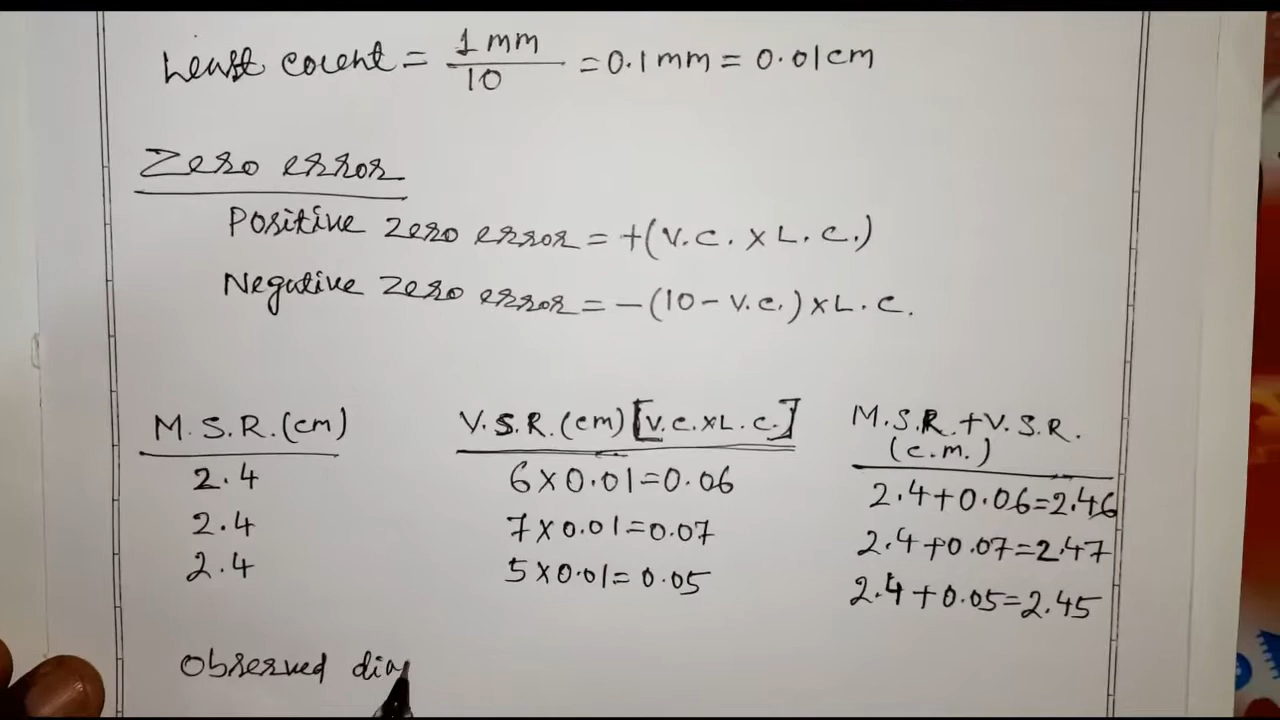 Least count = 1 mm / 10 = 0.1 mm = 0.01 cm
Zero error
Positive zero error = +(V.C. × L.C.)
Negative zero error = -(10 - V.C.) × L.C.
M.S.R. (cm) V.S.R. (cm) [V.C. × L.C.] M.S.R. + V.S.R. (c.m.)
2.4 6 × 0.01 = 0.06 2.4 + 0.06 = 2.46
2.4 7 × 0.01 = 0.07 2.4 + 0.07 = 2.47
2.4 5 × 0.01 = 0.05 2.4 + 0.05 = 2.45
Observed dia